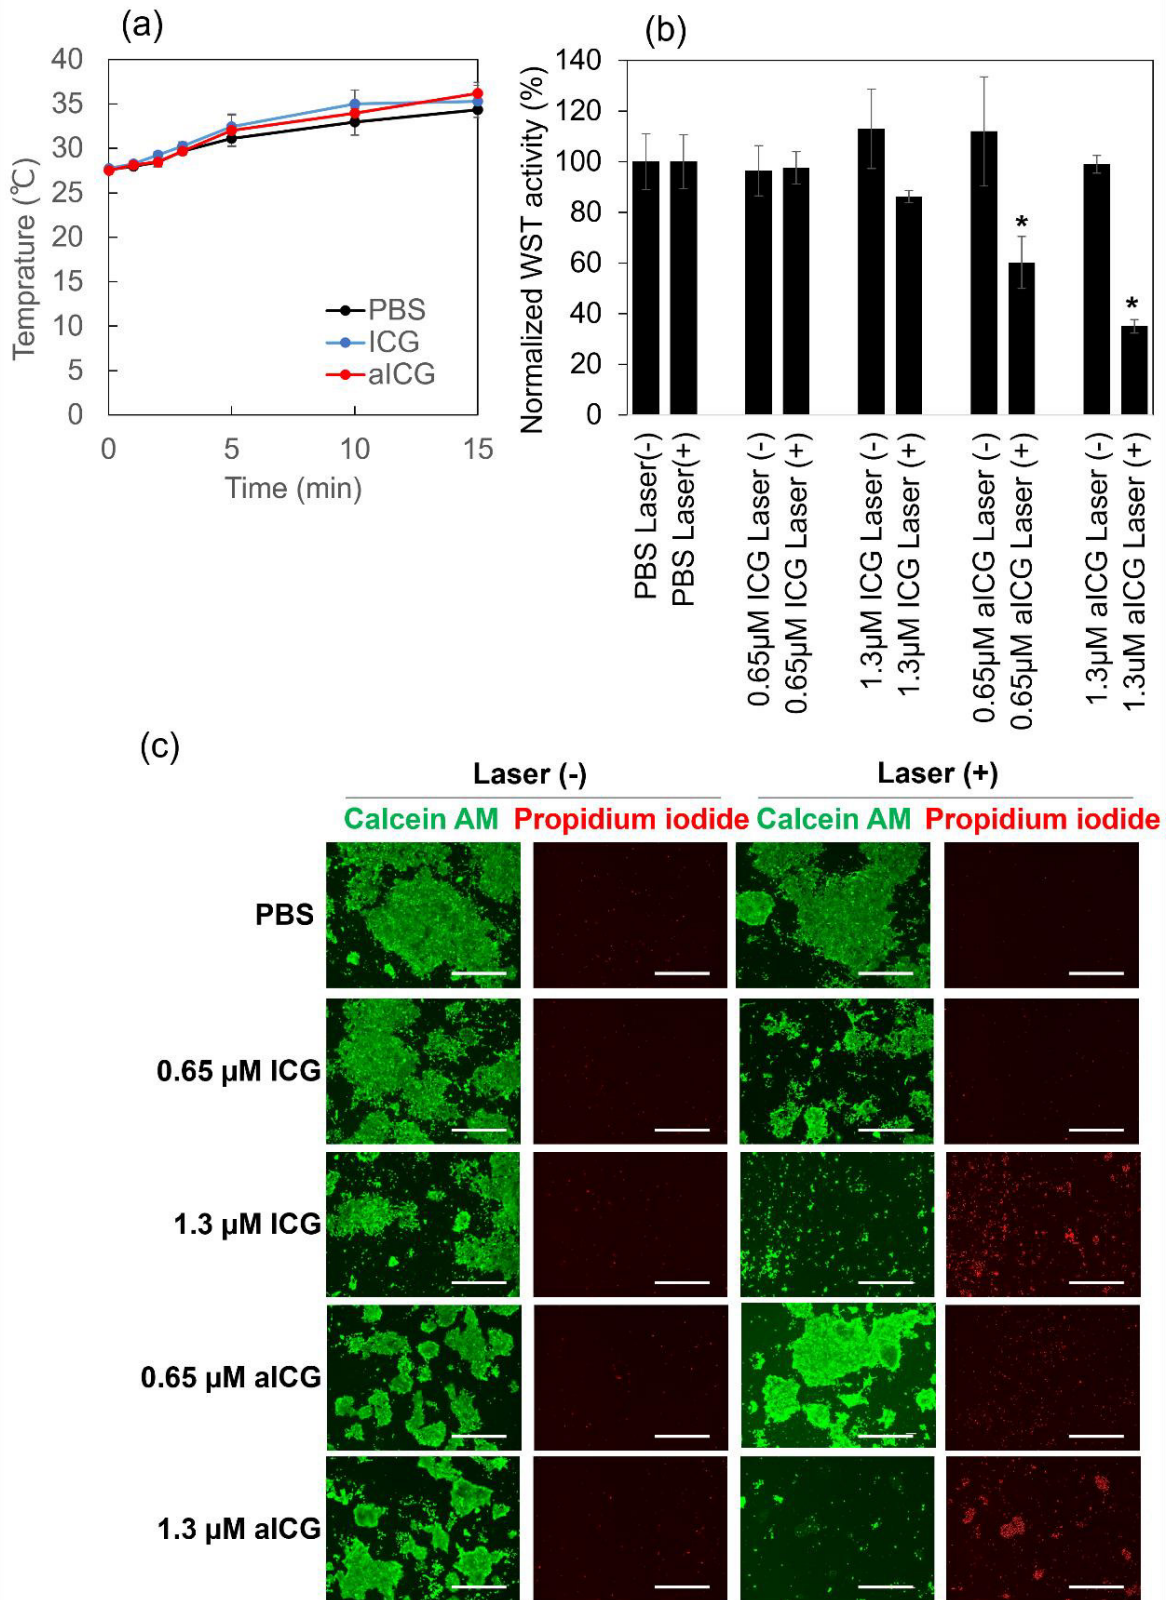 (a)
40
35
30
25
20
15
10
5
0
Temprature (℃)
PBS
ICG
aICG
0 5 10 15
Time (min)
(b)
140
120
100
80
60
40
20
0
Normalized WST activity (%)
*
*
PBS Laser(-)
PBS Laser(+)
0.65µM ICG Laser (-)
0.65µM ICG Laser (+)
1.3µM ICG Laser (-)
1.3µM ICG Laser (+)
0.65µM aICG Laser (-)
0.65µM aICG Laser (+)
1.3µM aICG Laser (-)
1.3uM aICG Laser (+)
(c)
Laser (-) Laser (+)
Calcein AM Propidium iodide Calcein AM Propidium iodide
PBS
0.65 µM ICG
1.3 µM ICG
0.65 µM aICG
1.3 µM aICG